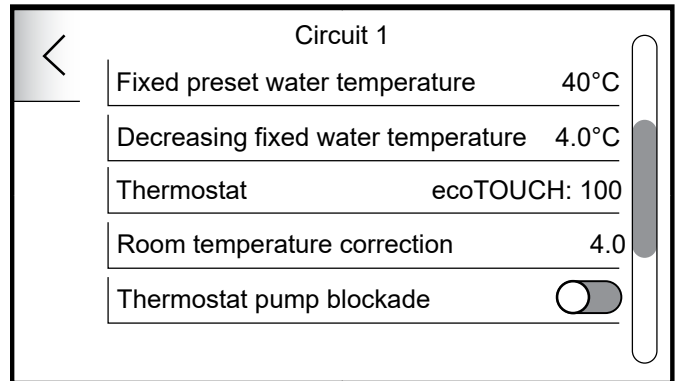 Circuit 1
Fixed preset water temperature 40°C
Decreasing fixed water temperature 4.0°C
Thermostat ecoTOUCH: 100
Room temperature correction 4.0
Thermostat pump blockade